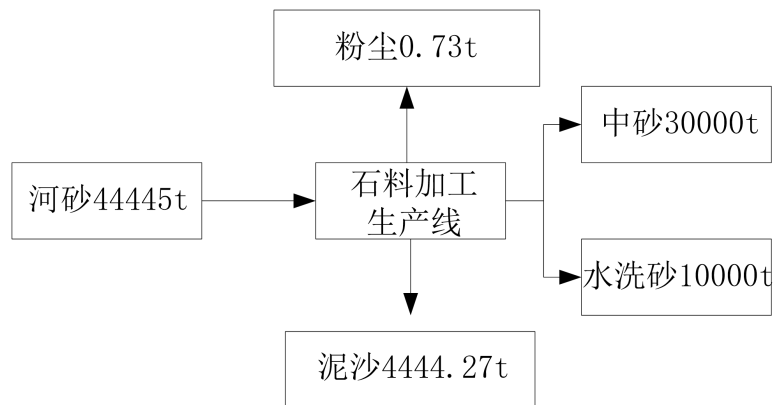 粉尘0.73t
中砂30000t
河砂44445t
石料加工
生产线
水洗砂10000t
泥沙4444.27t